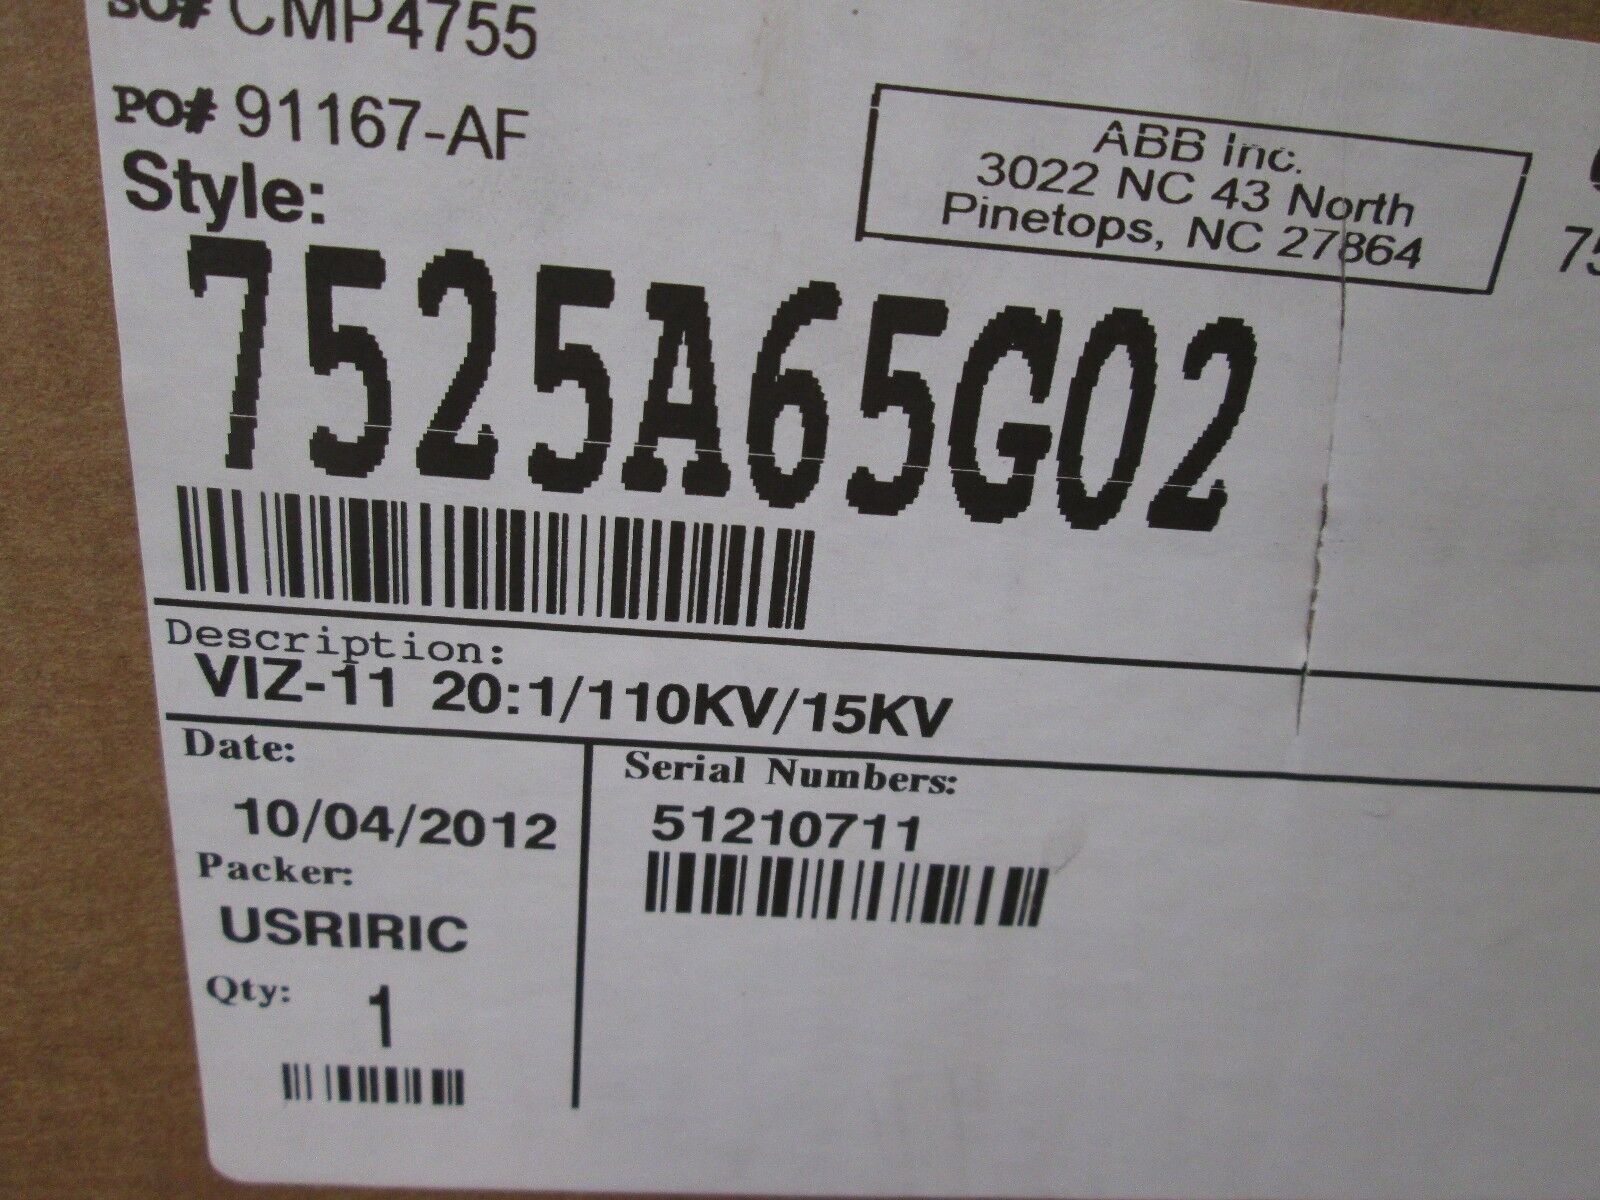 SO# CMP4755
PO# 91167-AF
ABB Inc.
3022 NC 43 North
Pinetops, NC 27864
Style:
7525A65G02
Description:
VIZ-11 20:1/110KV/15KV
Date:
10/04/2012
Packer:
USRIRIC
Qty: 1
Serial Numbers:
51210711